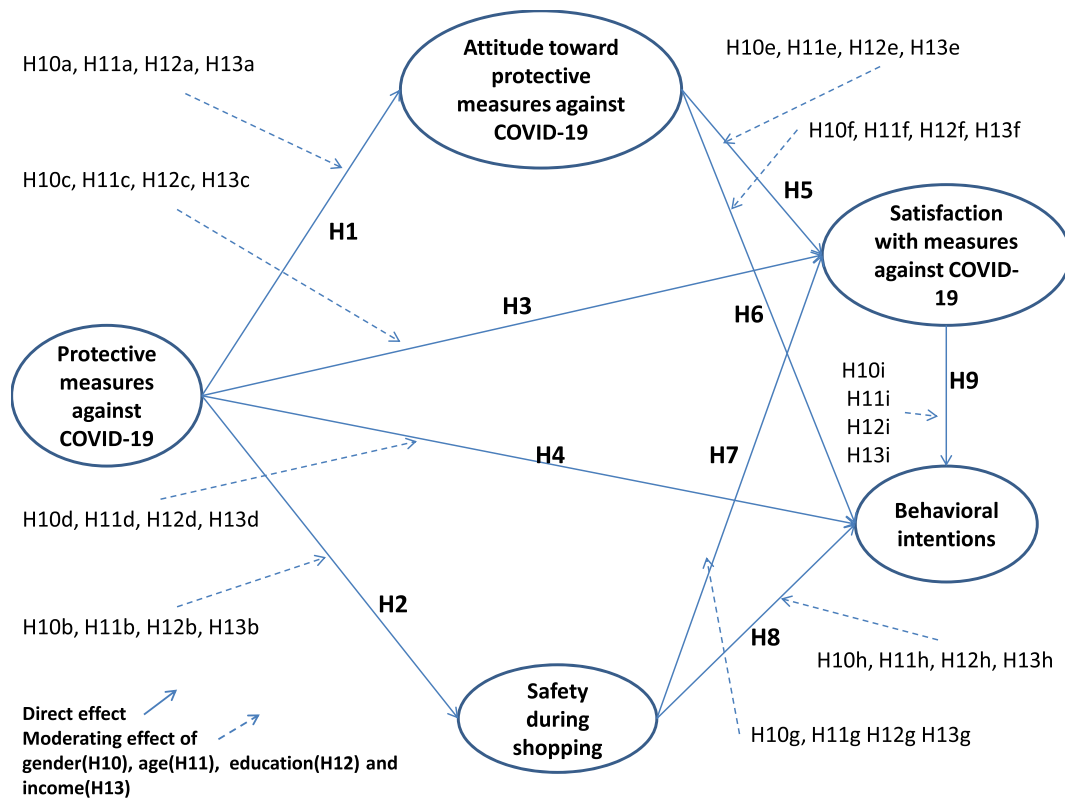 Attitude toward
protective
measures against
COVID-19
H10e, H11e, H12e, H13e
H10a, H11a, H12a, H13a
H10f, H11f, H12f, H13f
H10c, H11c, H12c, H13c
H5
Satisfaction
with measures
against COVID-
19
H1
H3
H6
Protective
measures
against
COVID-19
H10i
H11i
H12i
H13i
H9
H7
H4
H10d, H11d, H12d, H13d
Behavioral
intentions
H2
H10b, H11b, H12b, H13b
H8
H10h, H11h, H12h, H13h
Safety
during
shopping
H10g, H11g H12g H13g
Direct effect
Moderating effect of
gender(H10), age(H11), education(H12) and
income(H13)